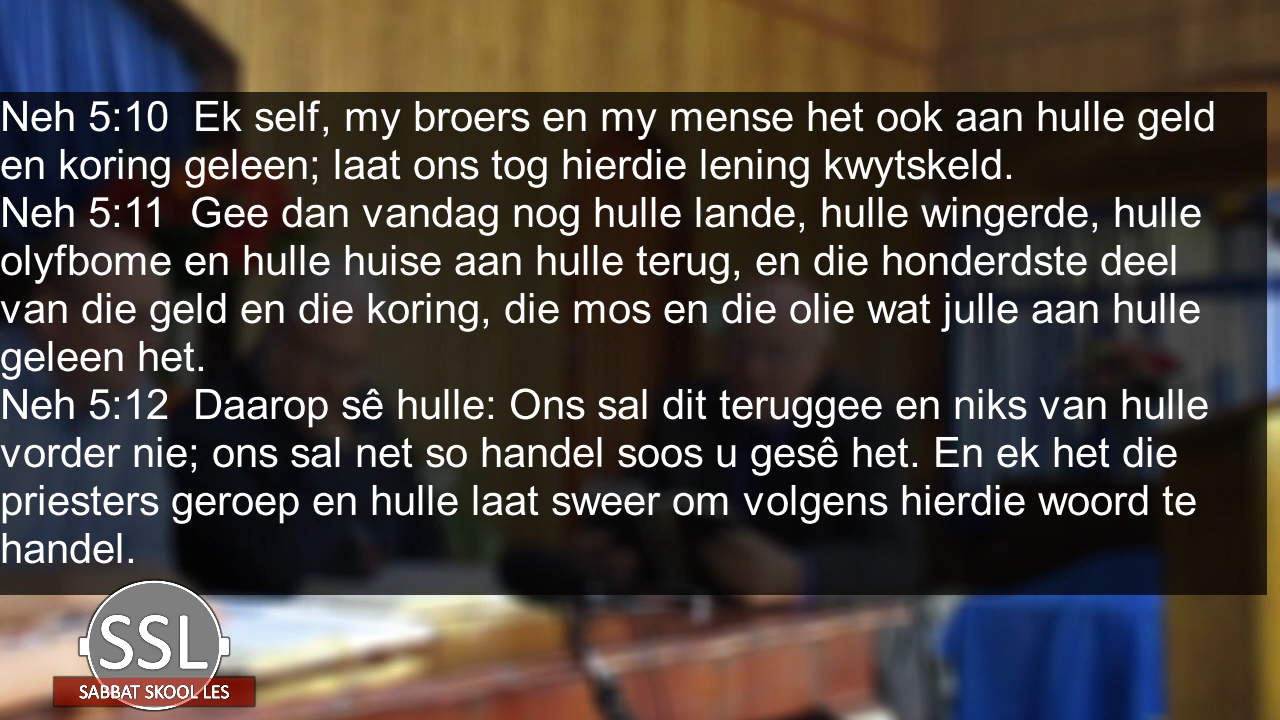 Neh 5:10  Ek self, my broers en my mense het ook aan hulle geld
en koring geleen; laat ons tog hierdie lening kwytskeld.
Neh 5:11  Gee dan vandag nog hulle lande, hulle wingerde, hulle
olyfbome en hulle huise aan hulle terug, en die honderdste deel
van die geld en die koring, die mos en die olie wat julle aan hulle
geleen het.
Neh 5:12  Daarop sê hulle: Ons sal dit teruggee en niks van hulle
vorder nie; ons sal net so handel soos u gesê het. En ek het die
priesters geroep en hulle laat sweer om volgens hierdie woord te
handel.
SSL
SABBAT SKOOL LES